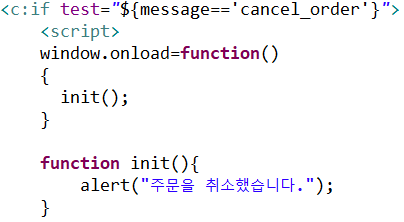 <c:if test="${message=='cancel_order'}">
<script>
window.onload=function()
{
init();
}
function init(){
alert("주문을 취소했습니다.");
}